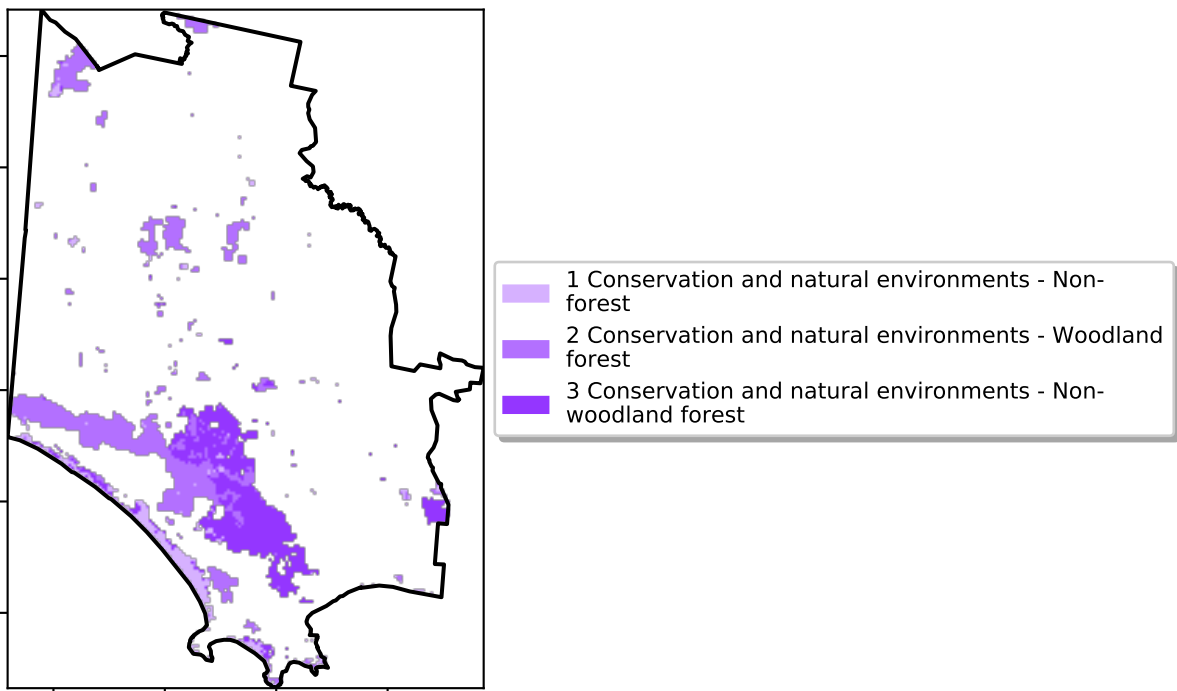 1 Conservation and natural environments - Non-
forest
2 Conservation and natural environments - Woodland
forest
3 Conservation and natural environments - Non-
woodland forest